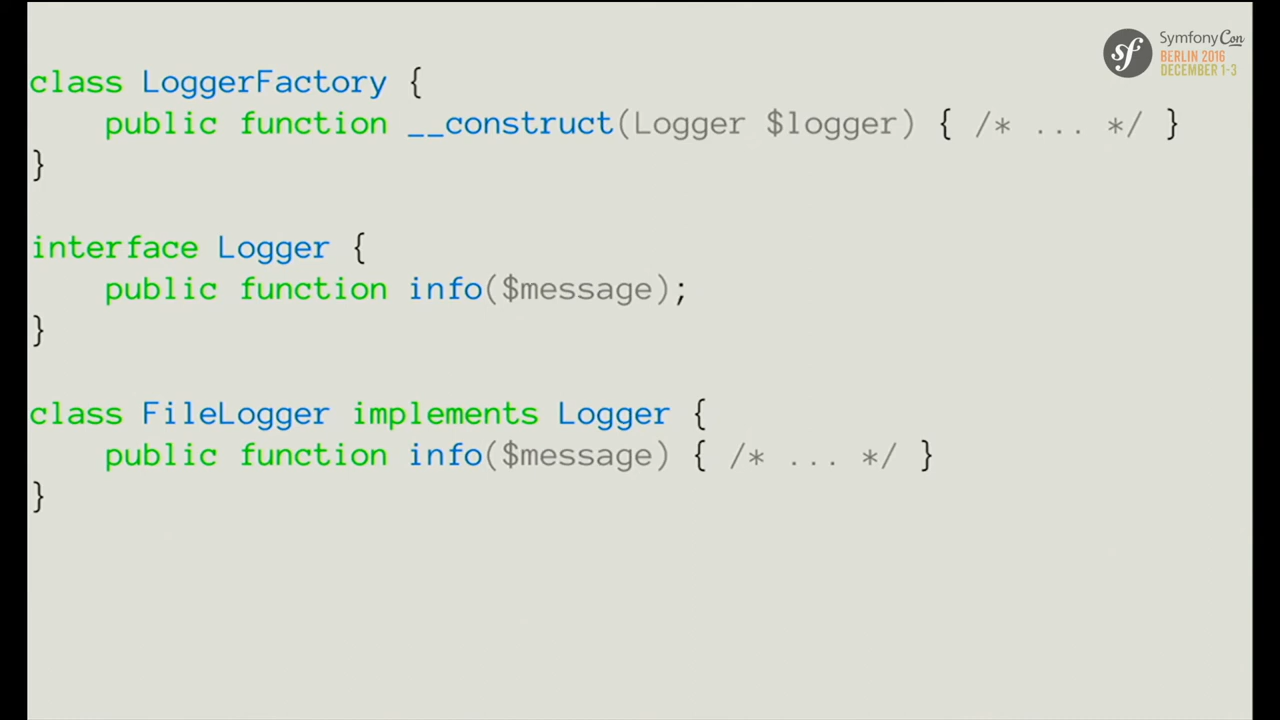 sf SymfonyCon
BERLIN 2016
DECEMBER 1-3
class LoggerFactory {
    public function __construct(Logger $logger) { /* ... */ }
}
interface Logger {
    public function info($message);
}
class FileLogger implements Logger {
    public function info($message) { /* ... */ }
}